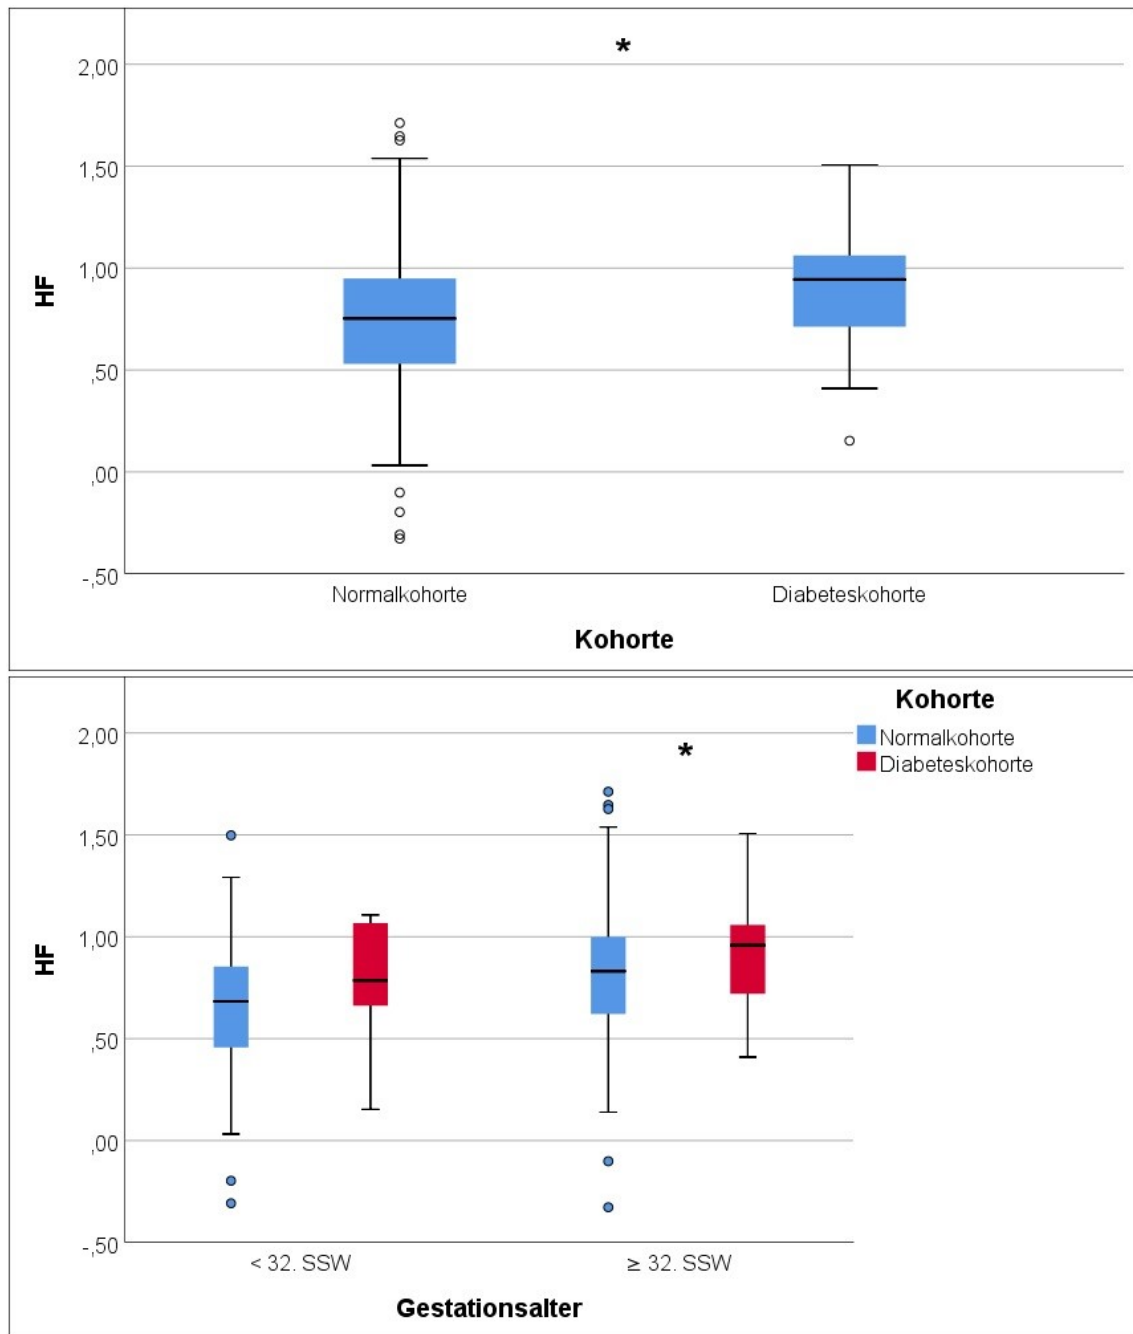 *
2,00
1,50
1,00
,50
,00
-,50
HF
Normalkohorte Diabeteskohorte
Kohorte
Kohorte
Normalkohorte
Diabeteskohorte
*
2,00
1,50
1,00
,50
,00
-,50
HF
< 32. SSW ≥ 32. SSW
Gestationsalter